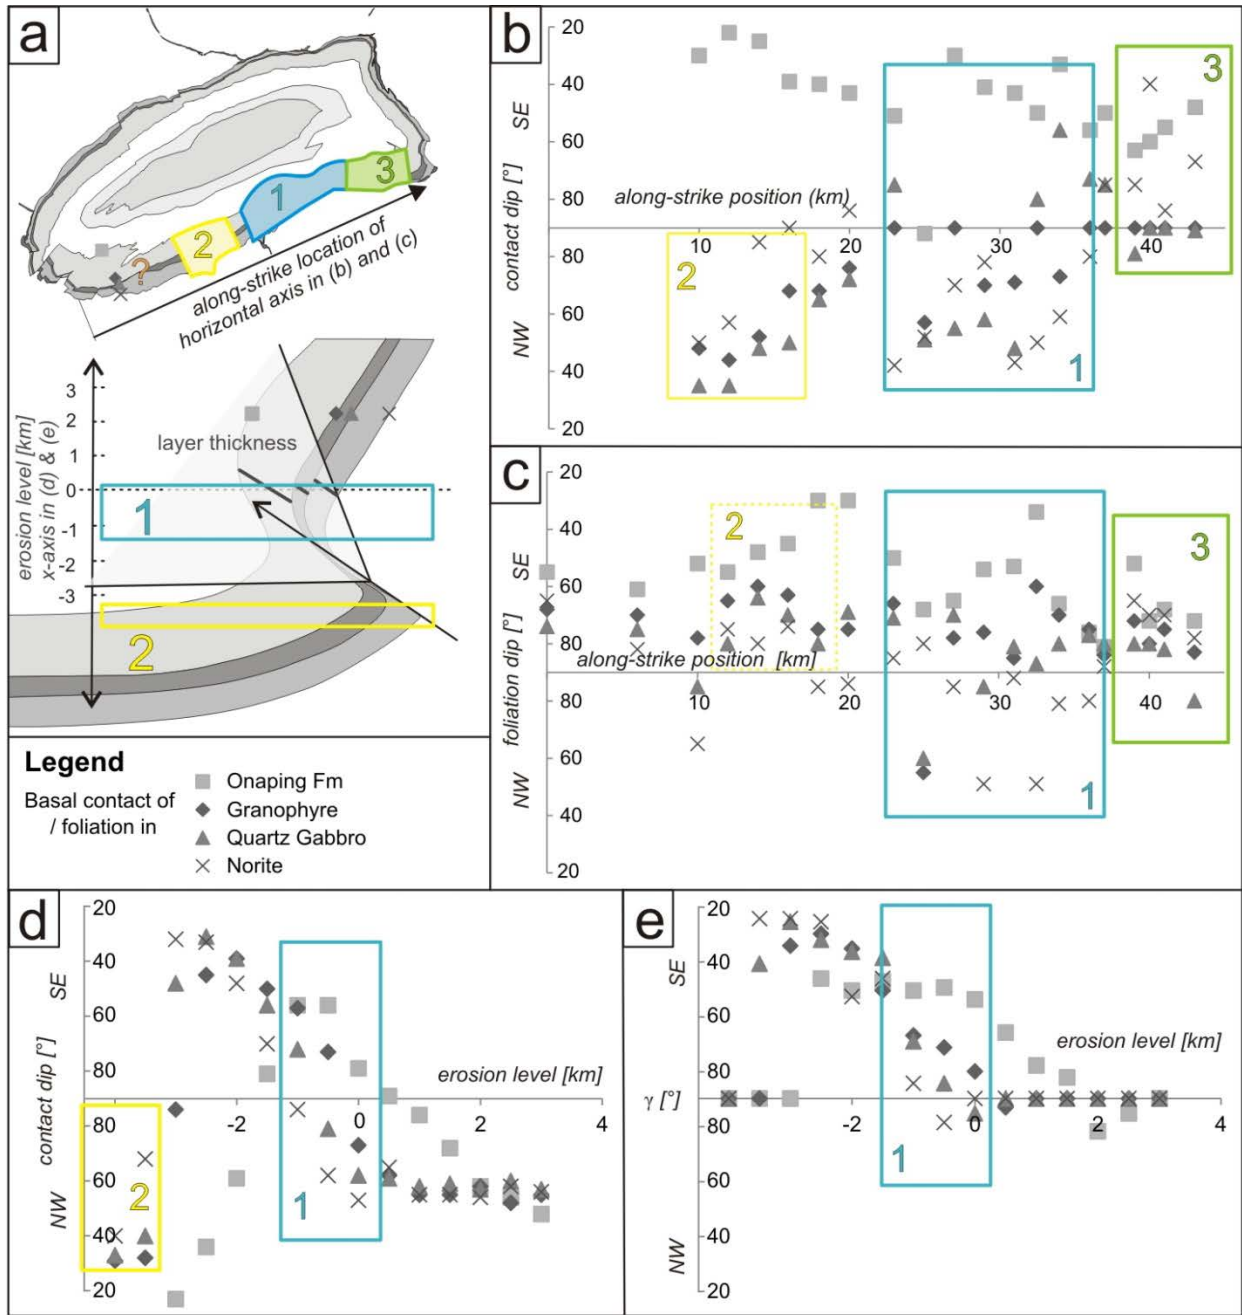 a
1
2
3
?
along-strike location of
horizontal axis in (b) and (c)
erosion level [km]
x-axis in (d) & (e)
3
2
1
0
-1
-2
-3
layer thickness
1
2
Legend
Basal contact of
/ foliation in
Onaping Fm
Granophyre
Quartz Gabbro
Norite
b
20
40
60
80
80
60
40
20
SE
contact dip [°]
NW
along-strike position (km)
10
20
30
40
2
1
3
c
20
40
60
80
80
60
40
20
SE
foliation dip [°]
NW
along-strike position [km]
10
20
30
40
2
1
3
d
20
40
60
80
80
60
40
20
SE
contact dip [°]
NW
erosion level [km]
-2
0
2
4
2
1
e
20
40
60
80
80
60
40
20
SE
γ [°]
NW
erosion level [km]
-2
0
2
4
1